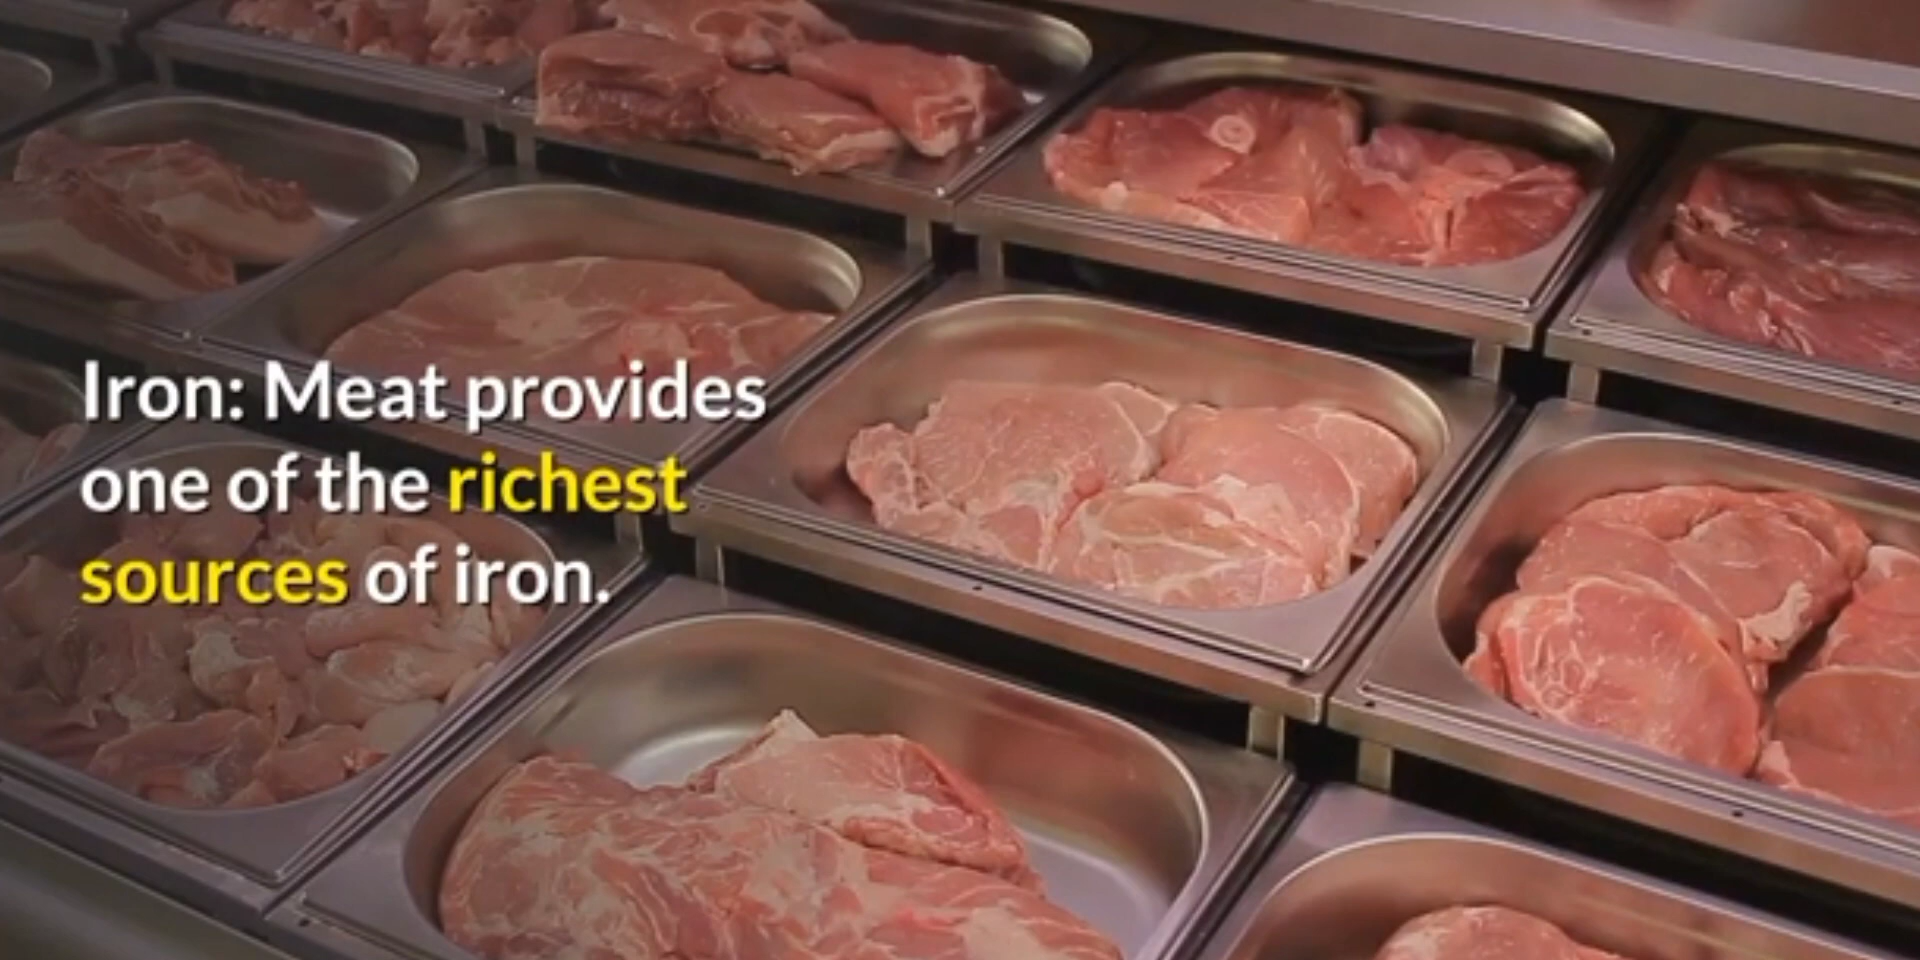 Iron: Meat provides
one of the richest
sources of iron.